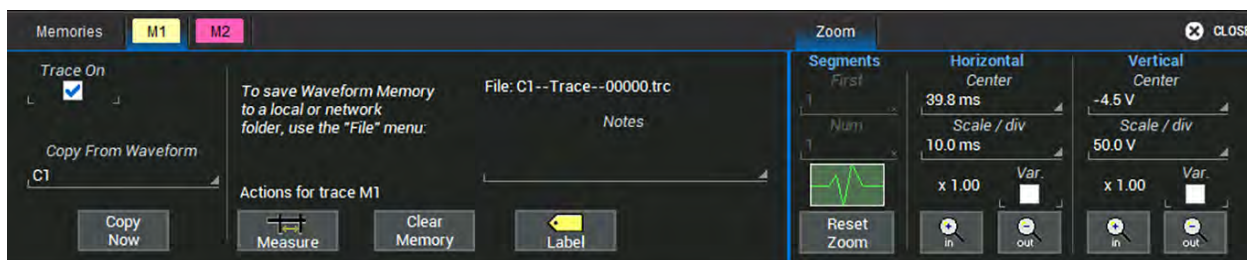 Memories M1 M2 Zoom CLOSE
Trace On
Copy From Waveform
C1
Copy
Now
To save Waveform Memory
to a local or network
folder, use the "File" menu:
Actions for trace M1
Measure
Clear
Memory
File: C1--Trace--00000.trc
Notes
Label
Segments
First
1
Num
1
Reset
Zoom
Horizontal
Center
39.8 ms
Scale / div
10.0 ms
x 1.00 Var.
in out
Vertical
Center
-4.5 V
Scale / div
50.0 V
x 1.00 Var.
in out